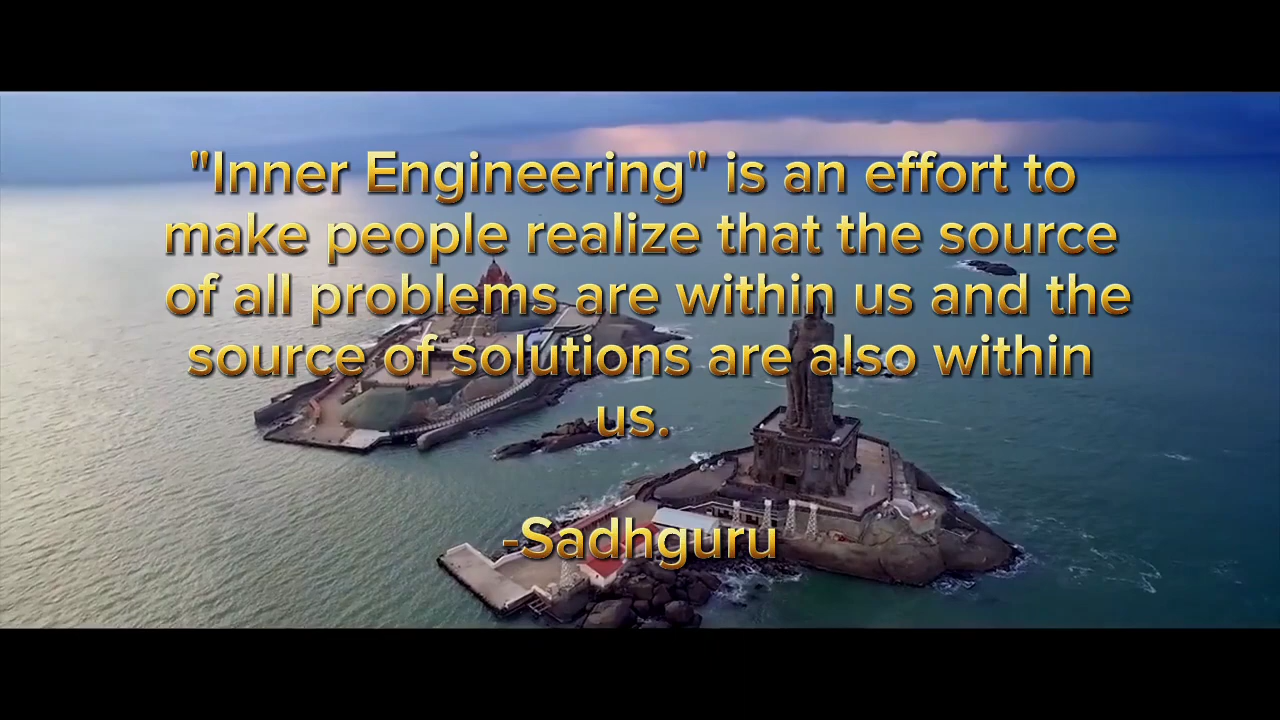 "Inner Engineering" is an effort to
make people realize that the source
of all problems are within us and the
source of solutions are also within
us.
-Sadhguru